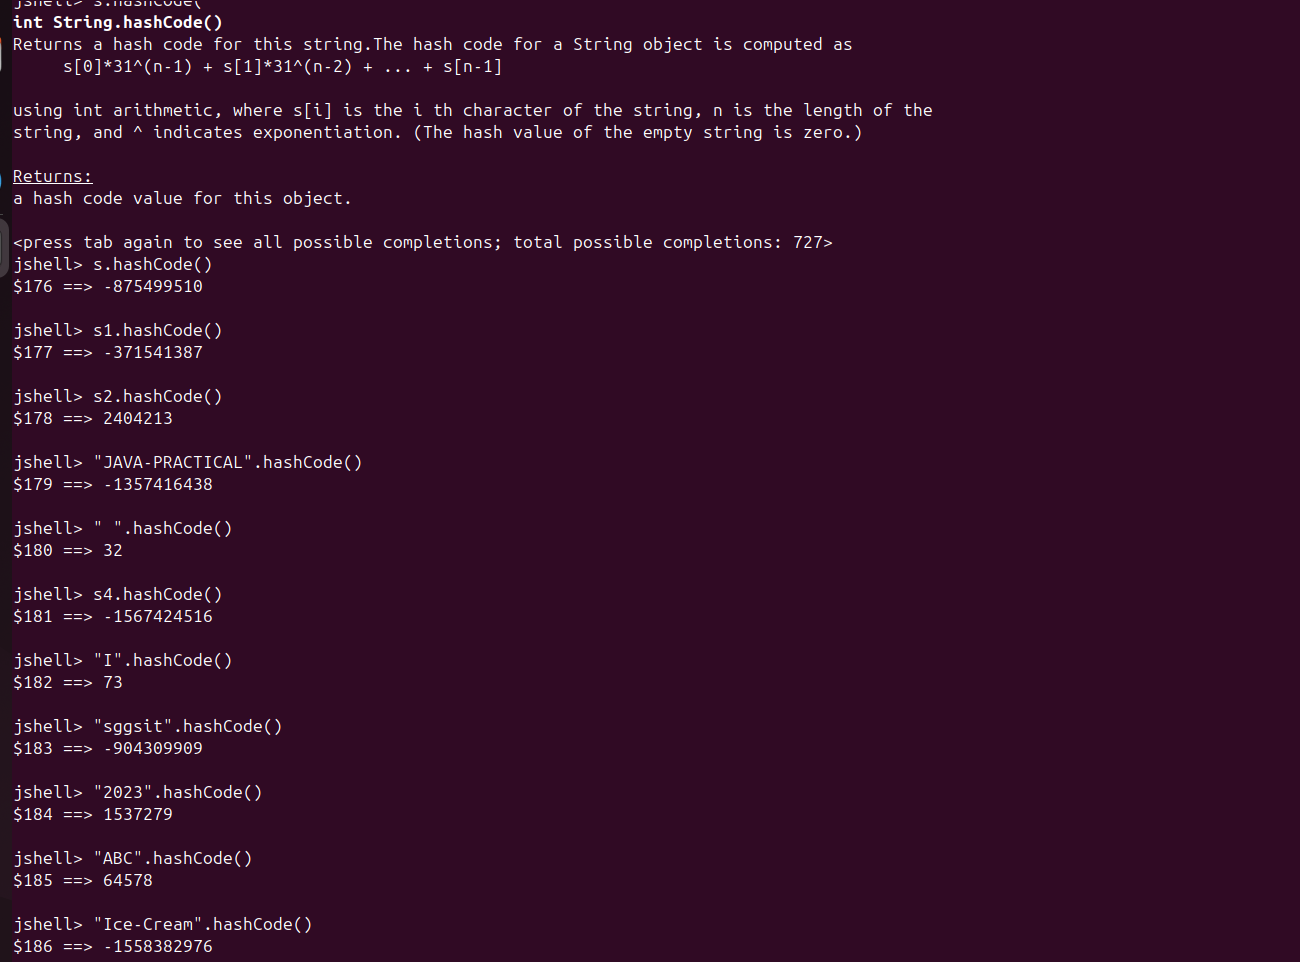 jshell> s.hashCode(
int String.hashCode()
Returns a hash code for this string.The hash code for a String object is computed as
s[0]*31^(n-1) + s[1]*31^(n-2) + ... + s[n-1]
using int arithmetic, where s[i] is the i th character of the string, n is the length of the
string, and ^ indicates exponentiation. (The hash value of the empty string is zero.)
Returns:
a hash code value for this object.
<press tab again to see all possible completions; total possible completions: 727>
jshell> s.hashCode()
$176 ==> -875499510
jshell> s1.hashCode()
$177 ==> -371541387
jshell> s2.hashCode()
$178 ==> 2404213
jshell> "JAVA-PRACTICAL".hashCode()
$179 ==> -1357416438
jshell> " ".hashCode()
$180 ==> 32
jshell> s4.hashCode()
$181 ==> -1567424516
jshell> "I".hashCode()
$182 ==> 73
jshell> "sggsit".hashCode()
$183 ==> -904309909
jshell> "2023".hashCode()
$184 ==> 1537279
jshell> "ABC".hashCode()
$185 ==> 64578
jshell> "Ice-Cream".hashCode()
$186 ==> -1558382976